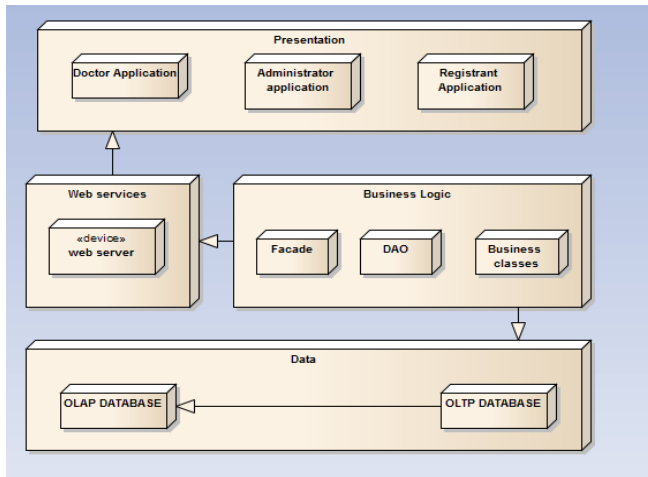 Presentation
Doctor Application
Administrator
application
Registrant
Application
Web services
«device»
web server
Business Logic
Facade
DAO
Business
classes
Data
OLAP DATABASE
OLTP DATABASE